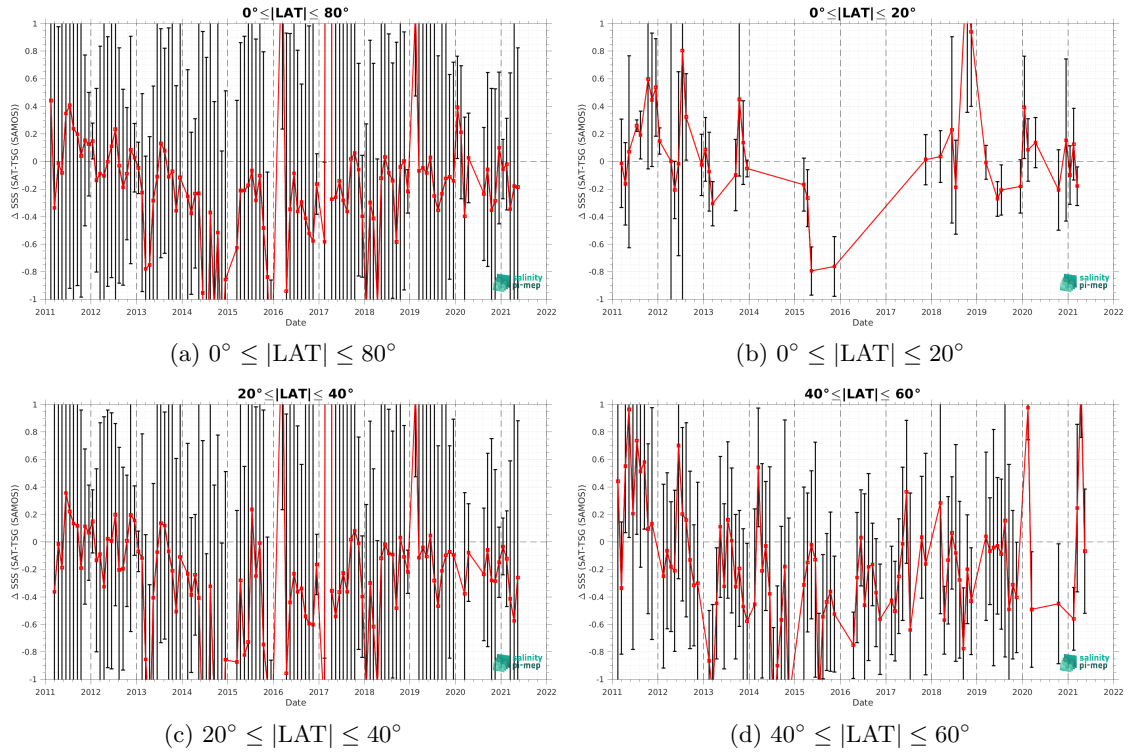 0°≤|LAT|≤ 80°
Δ SSS (SAT-TSG (SAMOS))
1
0.8
0.6
0.4
0.2
0
-0.2
-0.4
-0.6
-0.8
-1
2011 2012 2013 2014 2015 2016 2017 2018 2019 2020 2021 2022
Date
salinity
pi-mep
(a) 0° ≤ |LAT| ≤ 80°
0°≤|LAT|≤ 20°
Δ SSS (SAT-TSG (SAMOS))
1
0.8
0.6
0.4
0.2
0
-0.2
-0.4
-0.6
-0.8
-1
2011 2012 2013 2014 2015 2016 2017 2018 2019 2020 2021 2022
Date
salinity
pi-mep
(b) 0° ≤ |LAT| ≤ 20°
20°≤|LAT|≤ 40°
Δ SSS (SAT-TSG (SAMOS))
1
0.8
0.6
0.4
0.2
0
-0.2
-0.4
-0.6
-0.8
-1
2011 2012 2013 2014 2015 2016 2017 2018 2019 2020 2021 2022
Date
salinity
pi-mep
(c) 20° ≤ |LAT| ≤ 40°
40°≤|LAT|≤ 60°
Δ SSS (SAT-TSG (SAMOS))
1
0.8
0.6
0.4
0.2
0
-0.2
-0.4
-0.6
-0.8
-1
2011 2012 2013 2014 2015 2016 2017 2018 2019 2020 2021 2022
Date
salinity
pi-mep
(d) 40° ≤ |LAT| ≤ 60°